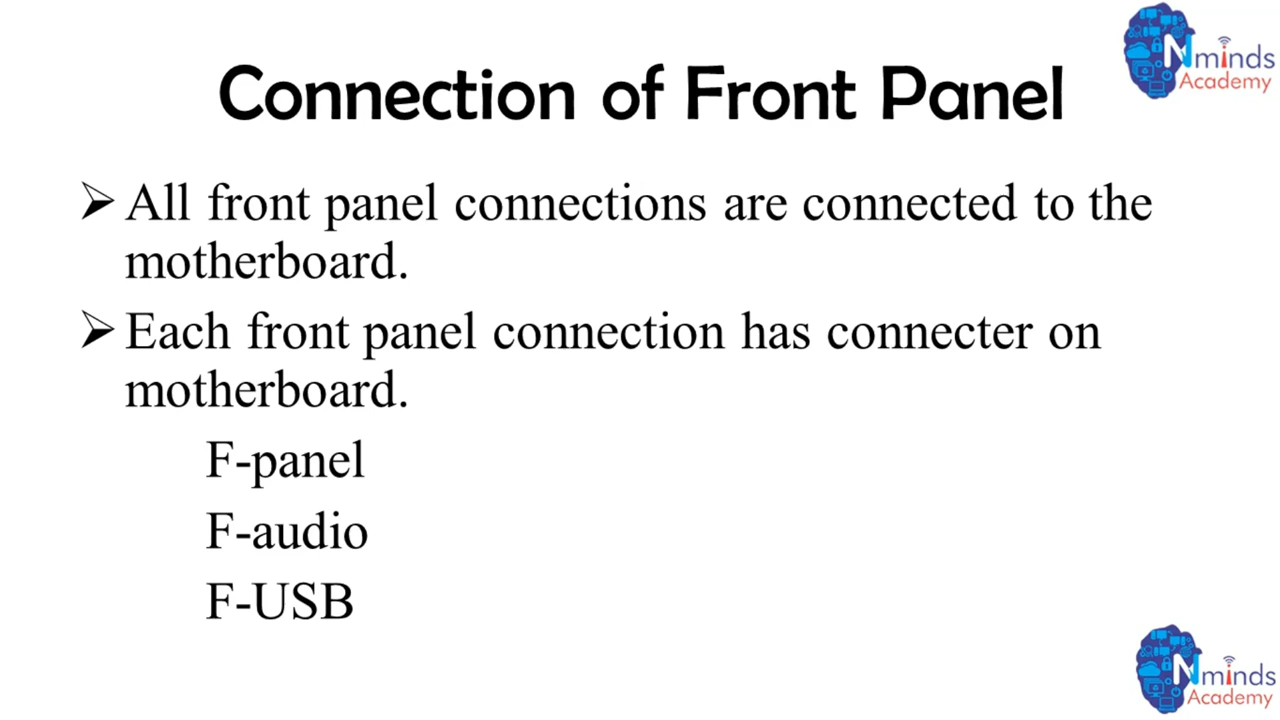 Nminds
Academy
Connection of Front Panel
➢ All front panel connections are connected to the
motherboard.
➢ Each front panel connection has connecter on
motherboard.
F-panel
F-audio
F-USB
Nminds
Academy